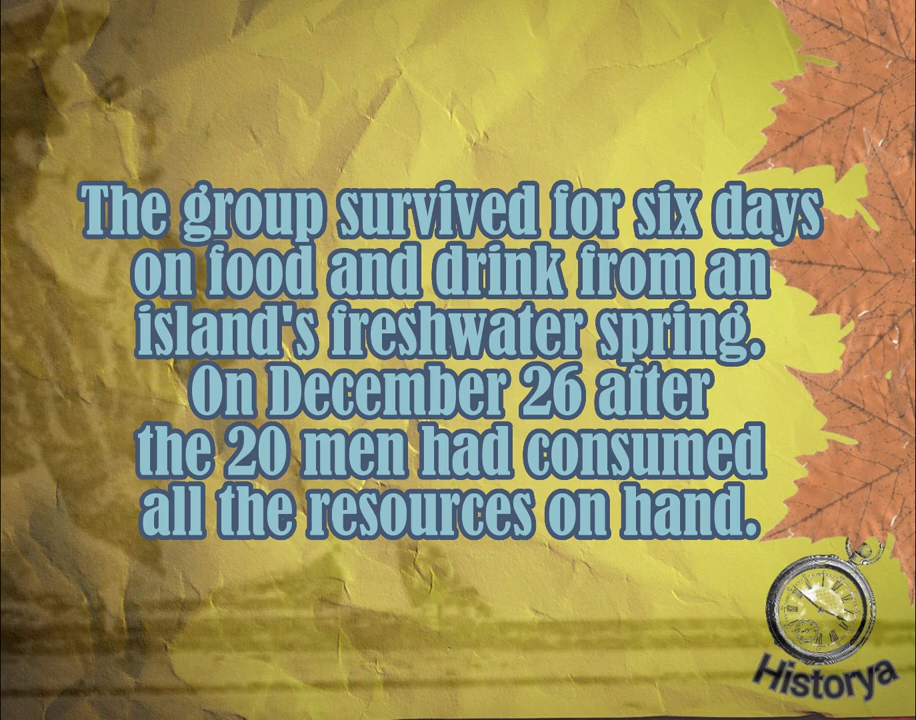 The group survived for six days
on food and drink from an
island's freshwater spring.
On December 26 after
the 20 men had consumed
all the resources on hand.
Historya